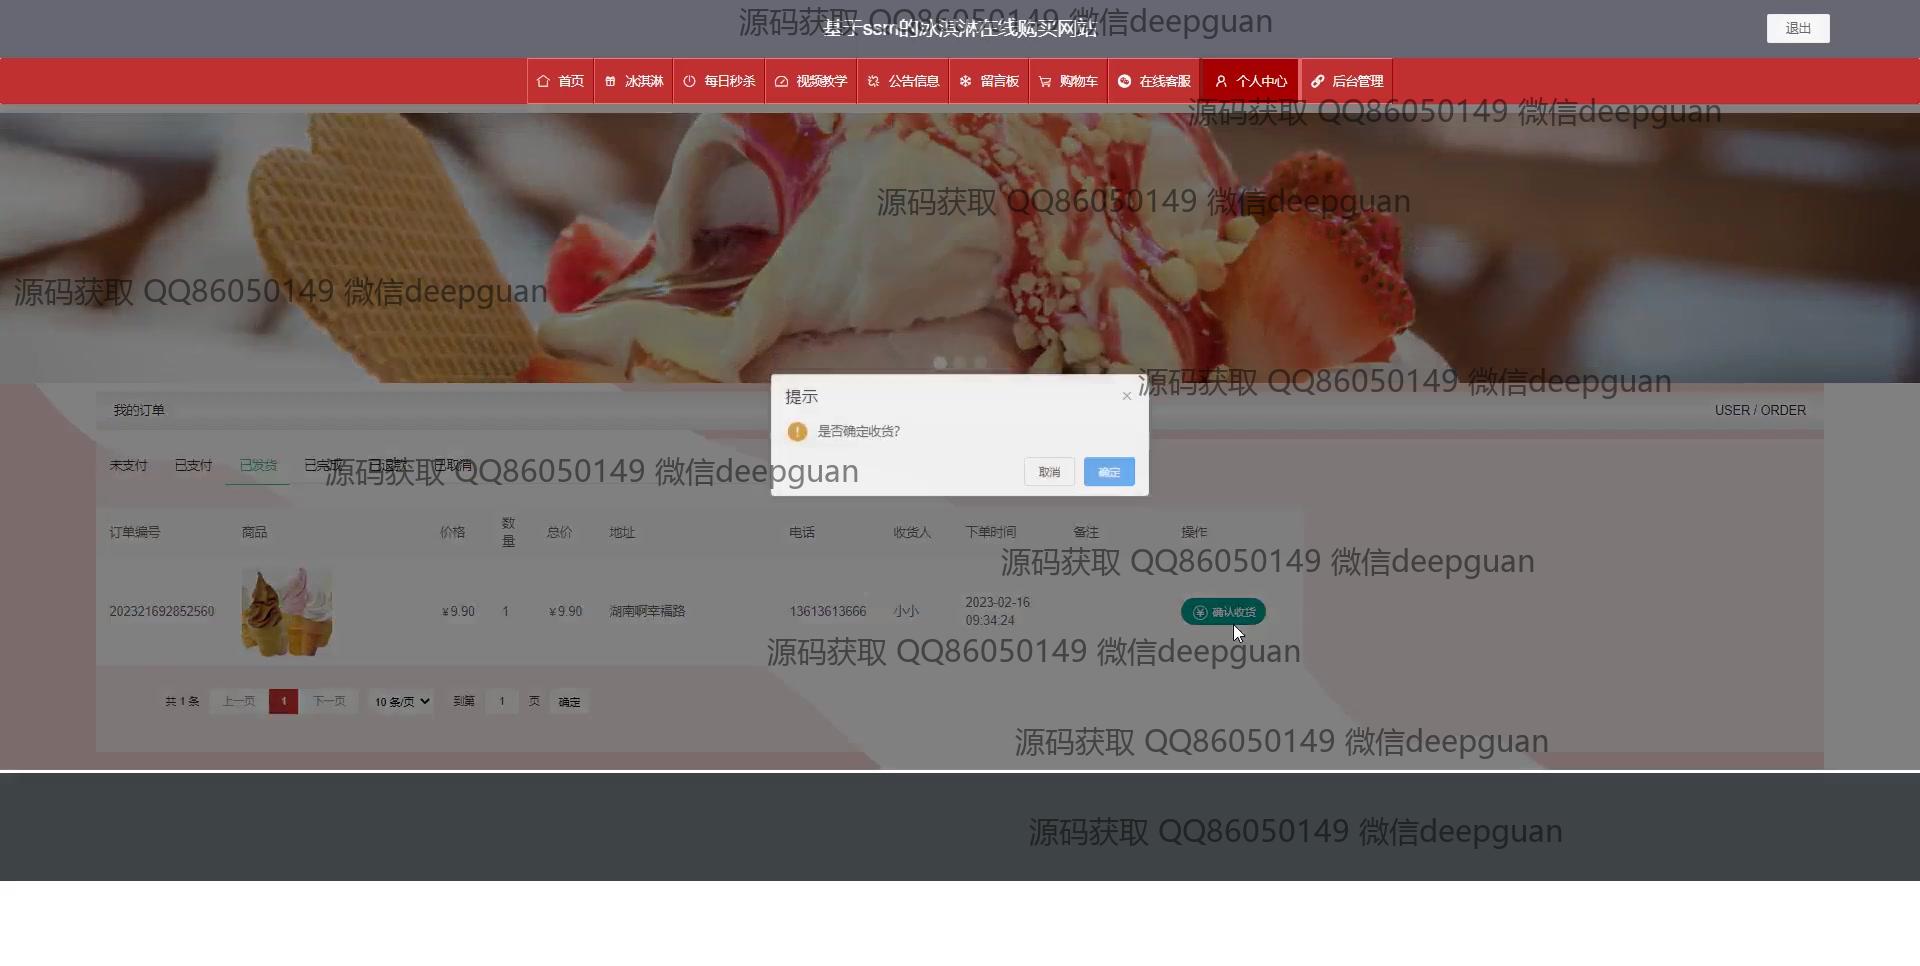 源码获取 QQ86050149 微信deepguan
基于ssm的冰淇淋在线购买网站
退出
首页 冰淇淋 每日秒杀 视频教学 公告信息 留言板 购物车 在线客服 个人中心 后台管理
源码获取 QQ86050149 微信deepguan
源码获取 QQ86050149 微信deepguan
源码获取 QQ86050149 微信deepguan
源码获取 QQ86050149 微信deepguan
提示
是否确定收货?
取消 确定
我的订单 USER / ORDER
未支付 已支付 已发货 已完成 已退款 已取消
源码获取 QQ86050149 微信deepguan
订单编号 商品 价格 数量 总价 地址 电话 收货人 下单时间 备注 操作
源码获取 QQ86050149 微信deepguan
202321692852560 ¥9.90 1 ¥9.90 湖南啊幸福路 13613613666 小小 2023-02-16 09:34:24 确认收货
源码获取 QQ86050149 微信deepguan
共 1 条 上一页 1 下一页 10 条/页 到第 1 页 确定
源码获取 QQ86050149 微信deepguan
源码获取 QQ86050149 微信deepguan